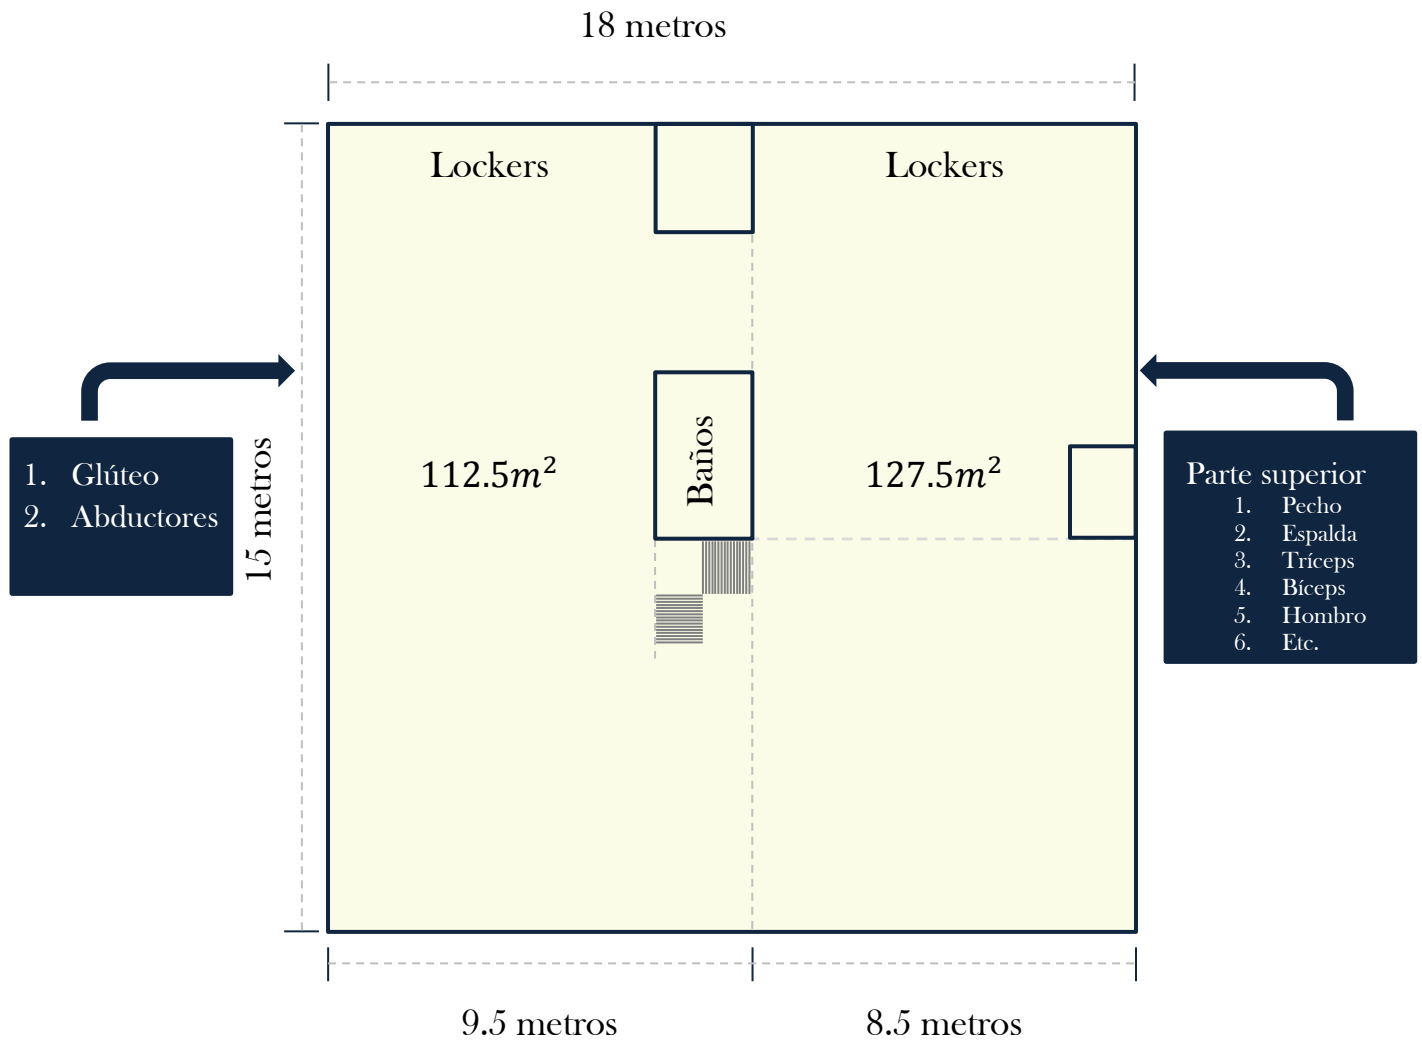 18 metros
Lockers
Lockers
15 metros
1. Glúteo
2. Abductores
112.5m²
Baños
127.5m²
Parte superior
1. Pecho
2. Espalda
3. Tríceps
4. Bíceps
5. Hombro
6. Etc.
9.5 metros
8.5 metros